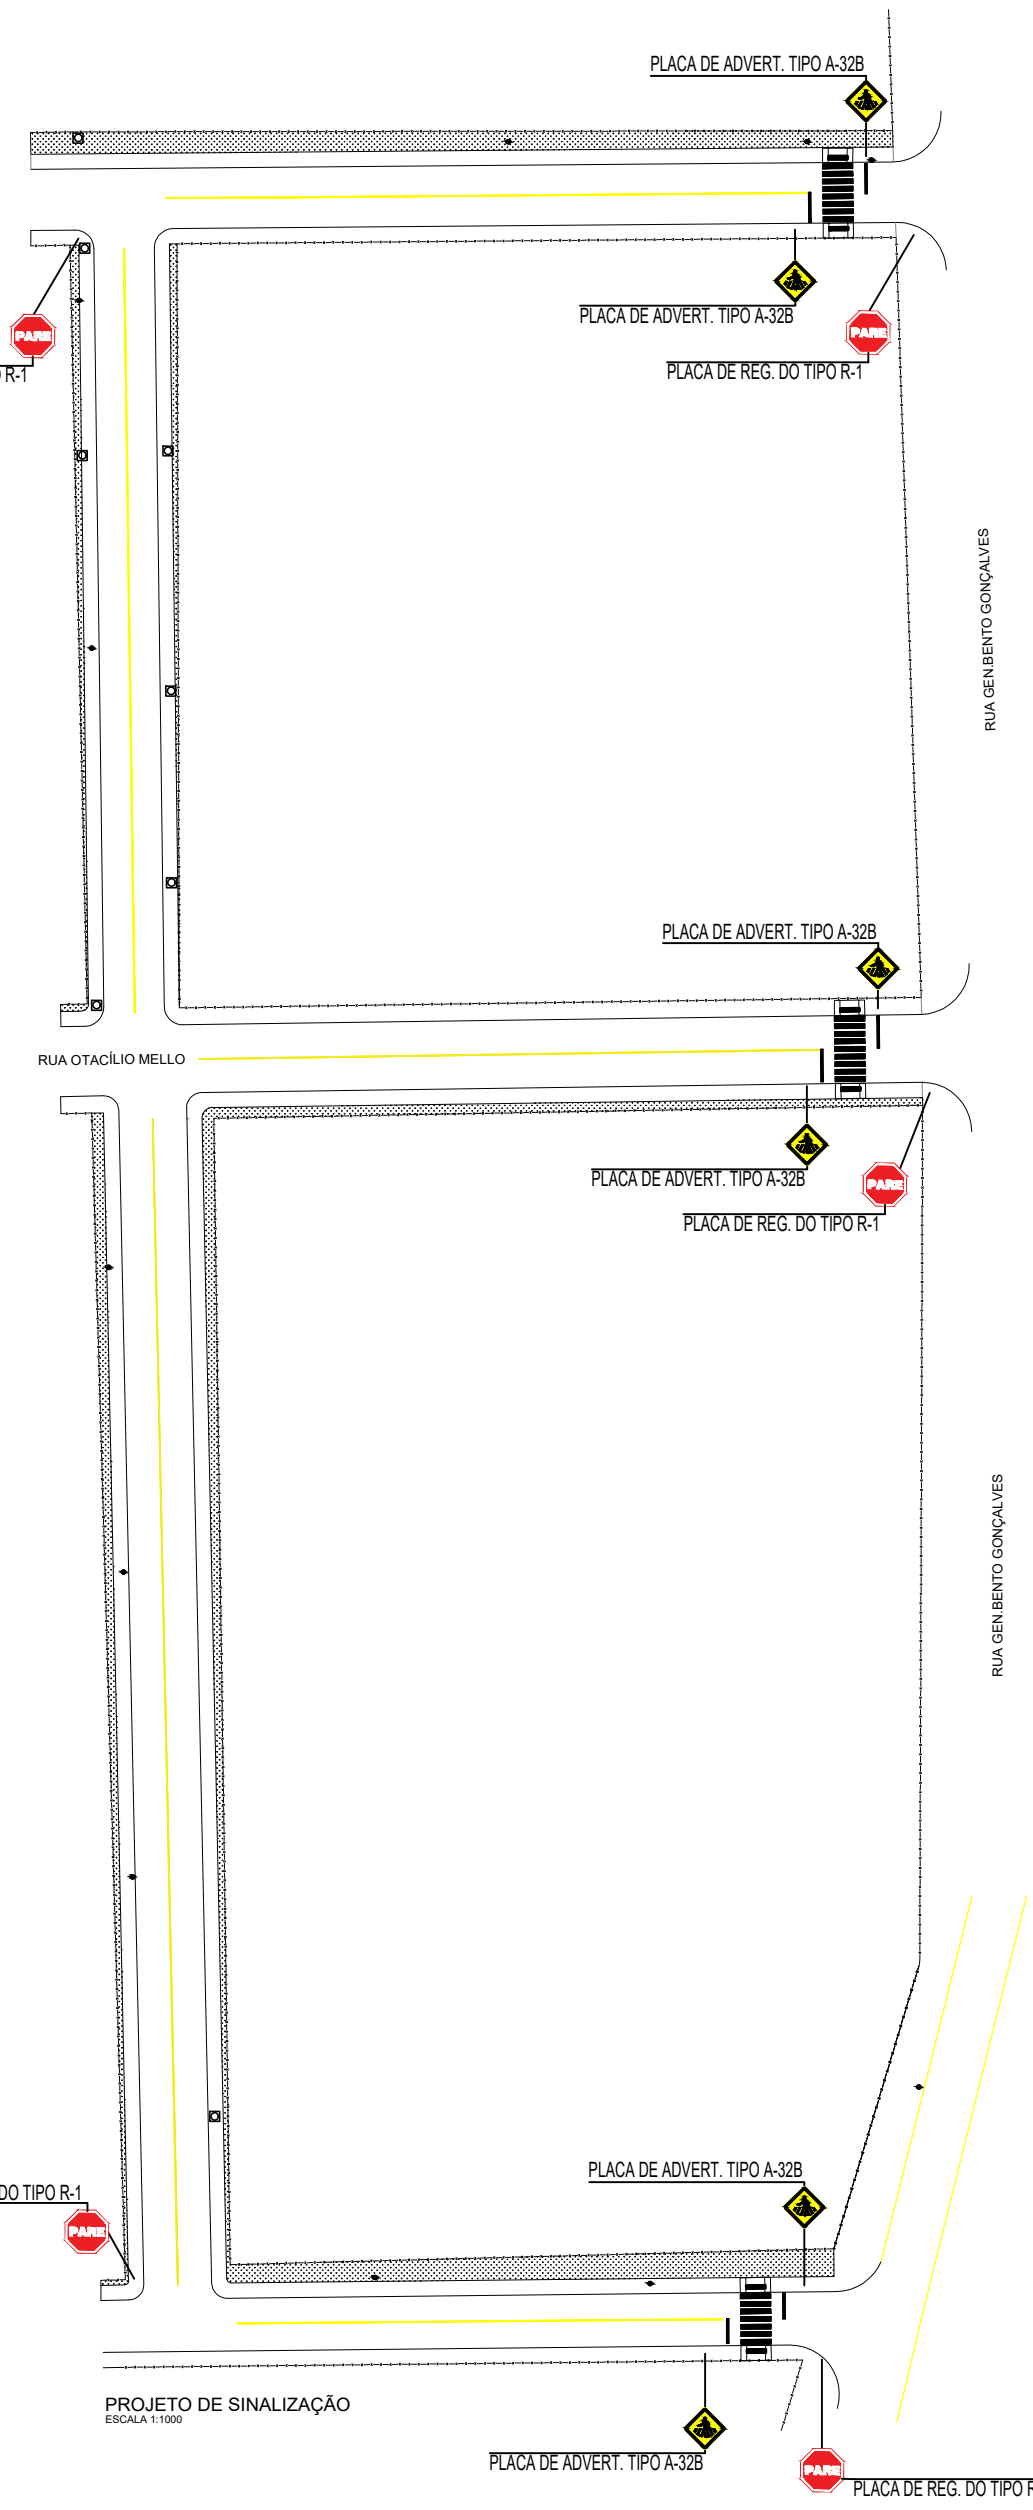 PLACA DE ADVERT. TIPO A-32B
PLACA DE ADVERT. TIPO A-32B
PARE
R-1
PARE
PLACA DE REG. DO TIPO R-1
RUA GEN.BENTO GONÇALVES
PLACA DE ADVERT. TIPO A-32B
RUA OTACÍLIO MELLO
PLACA DE ADVERT. TIPO A-32B
PARE
PLACA DE REG. DO TIPO R-1
RUA GEN.BENTO GONÇALVES
PLACA DE ADVERT. TIPO A-32B
DO TIPO R-1
PARE
PROJETO DE SINALIZAÇÃO
ESCALA 1:1000
PLACA DE ADVERT. TIPO A-32B
PARE
PLACA DE REG. DO TIPO R